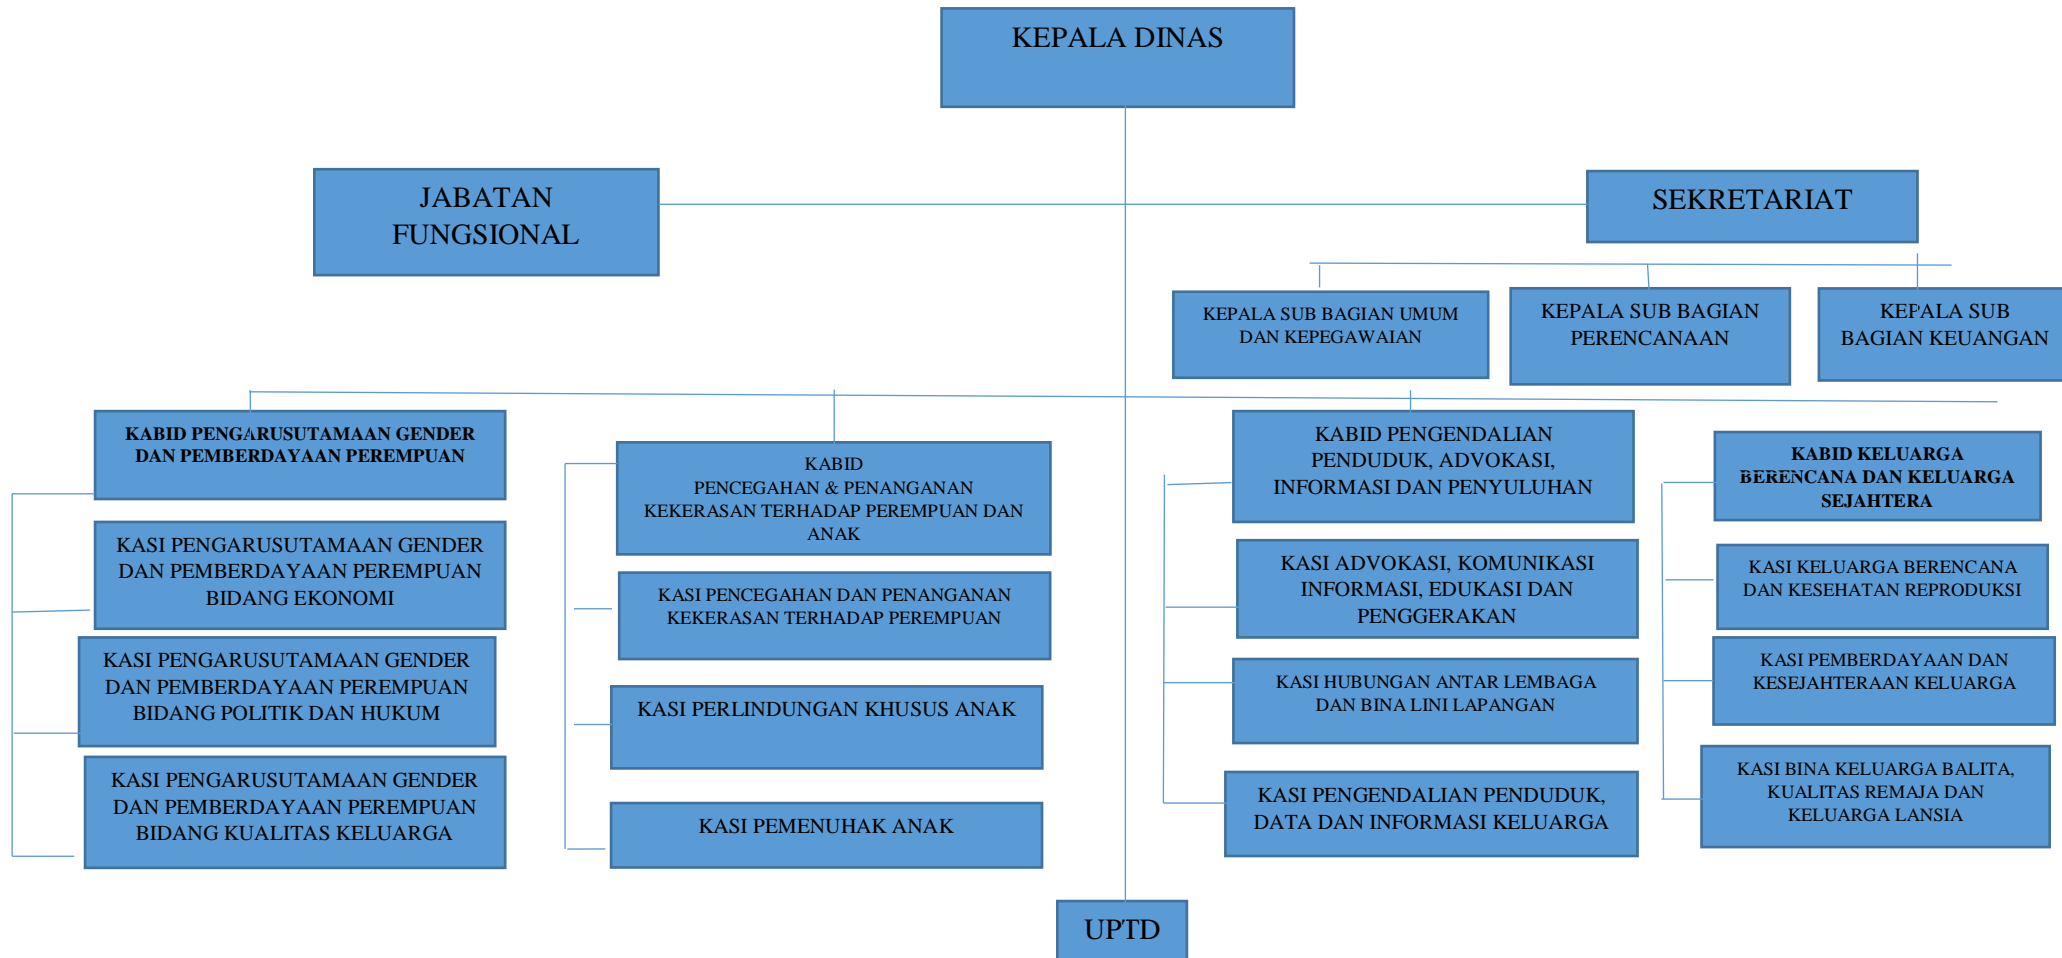 KEPALA DINAS
JABATAN
FUNGSIONAL
SEKRETARIAT
KEPALA SUB BAGIAN UMUM
DAN KEPEGAWAIAN
KEPALA SUB BAGIAN
PERENCANAAN
KEPALA SUB
BAGIAN KEUANGAN
KABID PENGARUSUTAMAAN GENDER
DAN PEMBERDAYAAN PEREMPUAN
KASI PENGARUSUTAMAAN GENDER
DAN PEMBERDAYAAN PEREMPUAN
BIDANG EKONOMI
KASI PENGARUSUTAMAAN GENDER
DAN PEMBERDAYAAN PEREMPUAN
BIDANG POLITIK DAN HUKUM
KASI PENGARUSUTAMAAN GENDER
DAN PEMBERDAYAAN PEREMPUAN
BIDANG KUALITAS KELUARGA
KABID
PENCEGAHAN & PENANGANAN
KEKERASAN TERHADAP PEREMPUAN DAN
ANAK
KASI PENCEGAHAN DAN PENANGANAN
KEKERASAN TERHADAP PEREMPUAN
KASI PERLINDUNGAN KHUSUS ANAK
KASI PEMENUHAK ANAK
KABID PENGENDALIAN
PENDUDUK, ADVOKASI,
INFORMASI DAN PENYULUHAN
KASI ADVOKASI, KOMUNIKASI
INFORMASI, EDUKASI DAN
PENGGERAKAN
KASI HUBUNGAN ANTAR LEMBAGA
DAN BINA LINI LAPANGAN
KASI PENGENDALIAN PENDUDUK,
DATA DAN INFORMASI KELUARGA
KABID KELUARGA
BERENCANA DAN KELUARGA
SEJAHTERA
KASI KELUARGA BERENCANA
DAN KESEHATAN REPRODUKSI
KASI PEMBERDAYAAN DAN
KESEJAHTERAAN KELUARGA
KASI BINA KELUARGA BALITA,
KUALITAS REMAJA DAN
KELUARGA LANSIA
UPTD